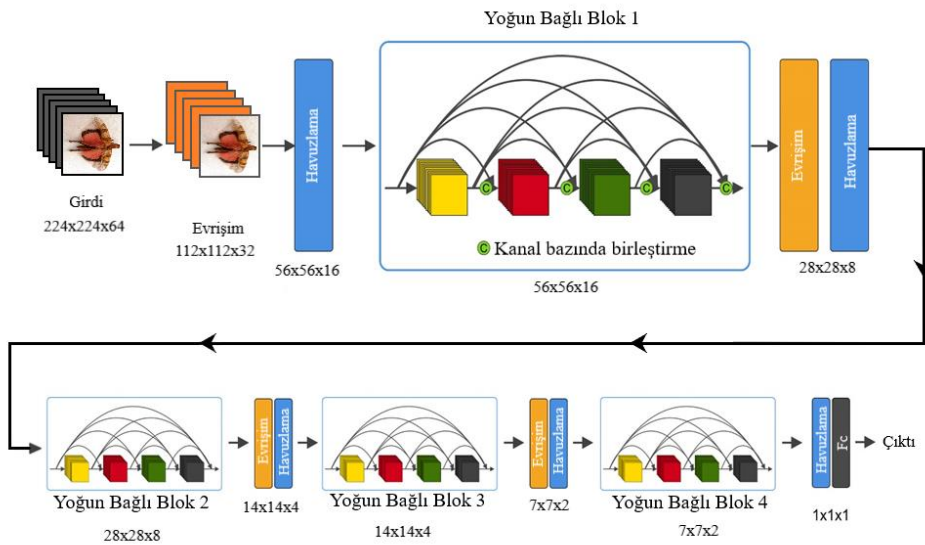 Yoğun Bağlı Blok 1
Girdi
224x224x64
Evrişim
112x112x32
Havuzlama
56x56x16
C
C
C
C
C Kanal bazında birleştirme
56x56x16
Evrişim
Havuzlama
28x28x8
Yoğun Bağlı Blok 2
28x28x8
Evrişim
Havuzlama
14x14x4
Yoğun Bağlı Blok 3
14x14x4
Evrişim
Havuzlama
7x7x2
Yoğun Bağlı Blok 4
7x7x2
Havuzlama
Fc
1x1x1
Çıktı